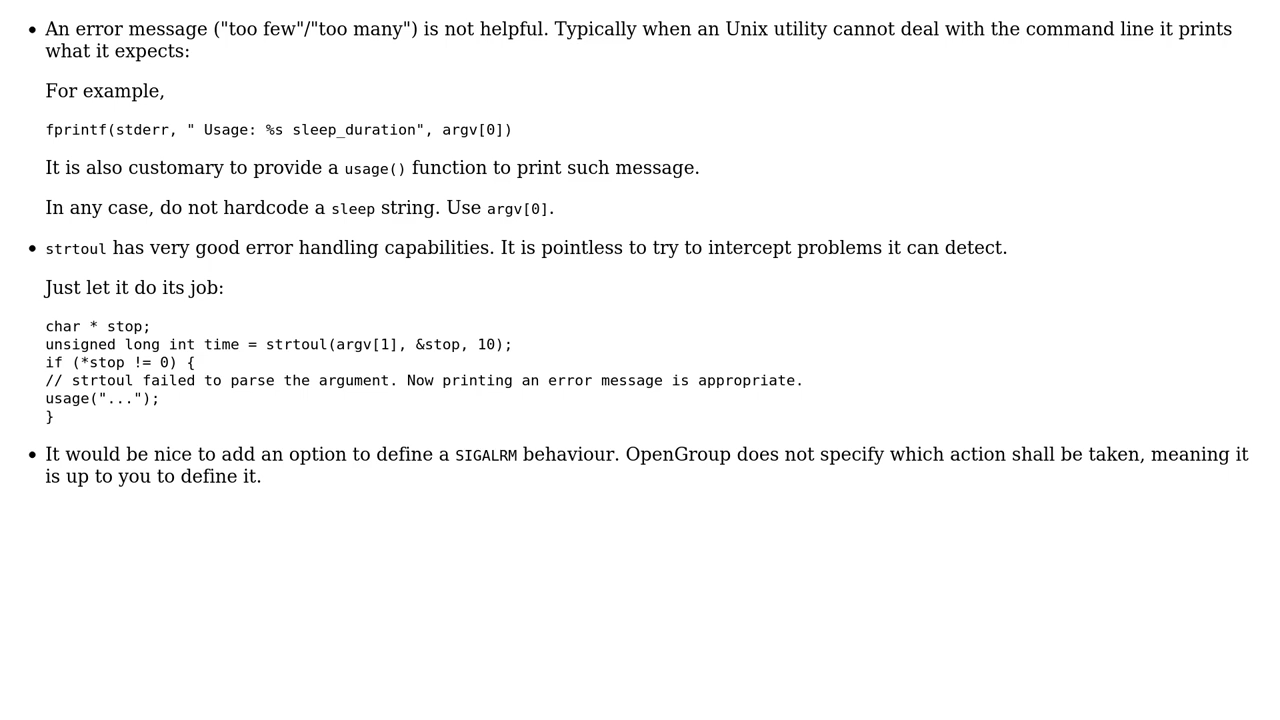 • An error message ("too few"/"too many") is not helpful. Typically when an Unix utility cannot deal with the command line it prints
what it expects:
For example,
fprintf(stderr, " Usage: %s sleep_duration", argv[0])
It is also customary to provide a usage() function to print such message.
In any case, do not hardcode a sleep string. Use argv[0].
• strtoul has very good error handling capabilities. It is pointless to try to intercept problems it can detect.
Just let it do its job:
char * stop;
unsigned long int time = strtoul(argv[1], &stop, 10);
if (*stop != 0) {
// strtoul failed to parse the argument. Now printing an error message is appropriate.
usage("...");
}
• It would be nice to add an option to define a SIGALRM behaviour. OpenGroup does not specify which action shall be taken, meaning it
is up to you to define it.